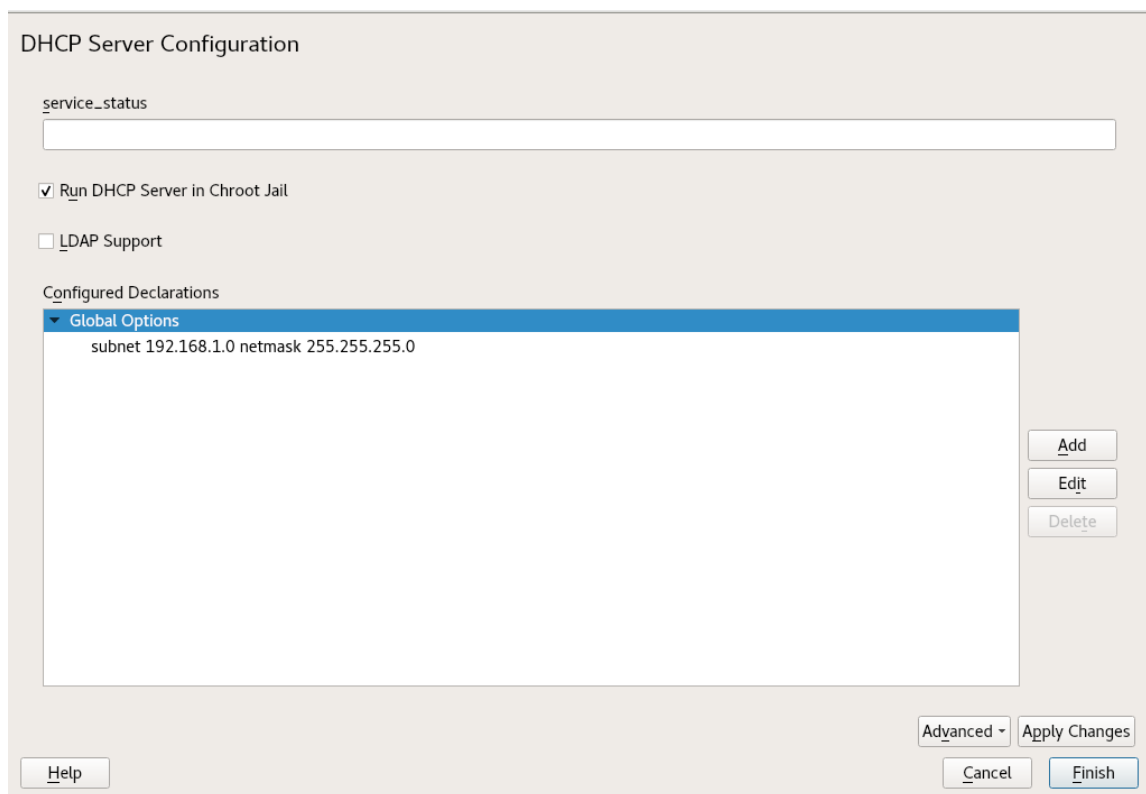 DHCP Server Configuration
service_status
Run DHCP Server in Chroot Jail
LDAP Support
Configured Declarations
Global Options
subnet 192.168.1.0 netmask 255.255.255.0
Add
Edit
Delete
Advanced Apply Changes
Help Cancel Finish